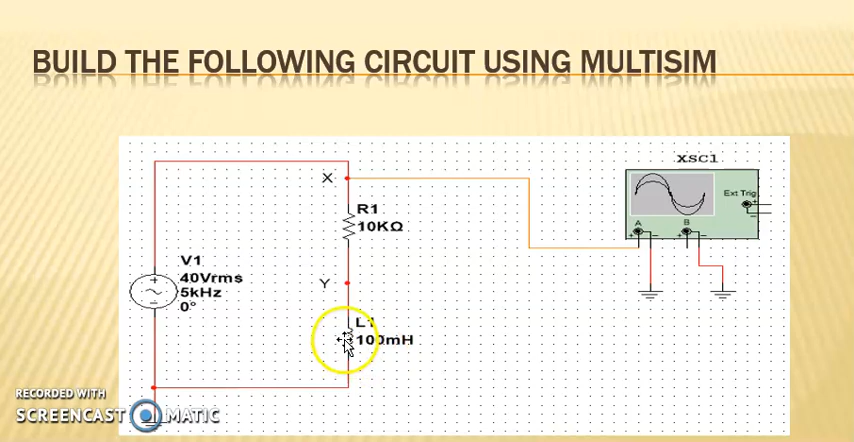 BUILD THE FOLLOWING CIRCUIT USING MULTISIM
XSC1
Ext Trig
+
−
A
B
+ −
+ −
X
R1
10KΩ
V1
40Vrms
5kHz
0°
+
−
Y
L1
100mH
RECORDED WITH
SCREENCAST MATIC